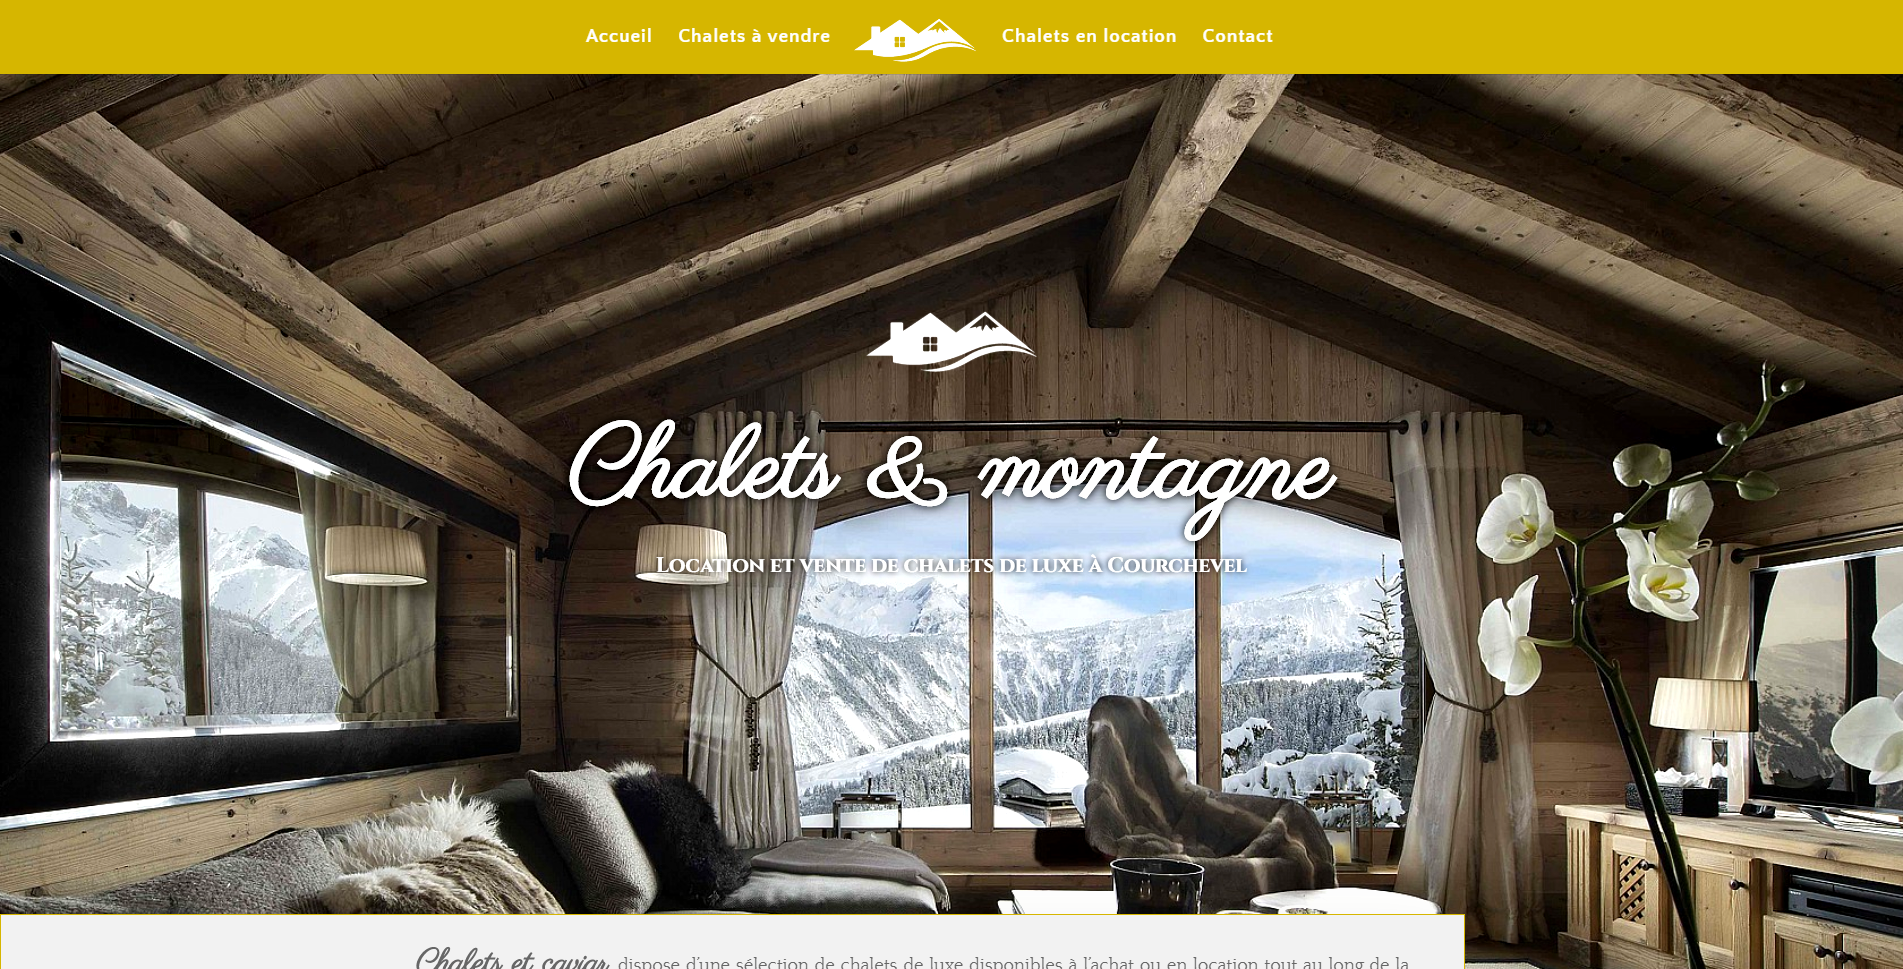 Accueil Chalets à vendre Chalets en location Contact
Chalets & montagne
Location et vente de chalets de luxe à Courchevel
Chalets et caviar dispose d'une sélection de chalets de luxe disponibles à l'achat ou en location tout au long de la